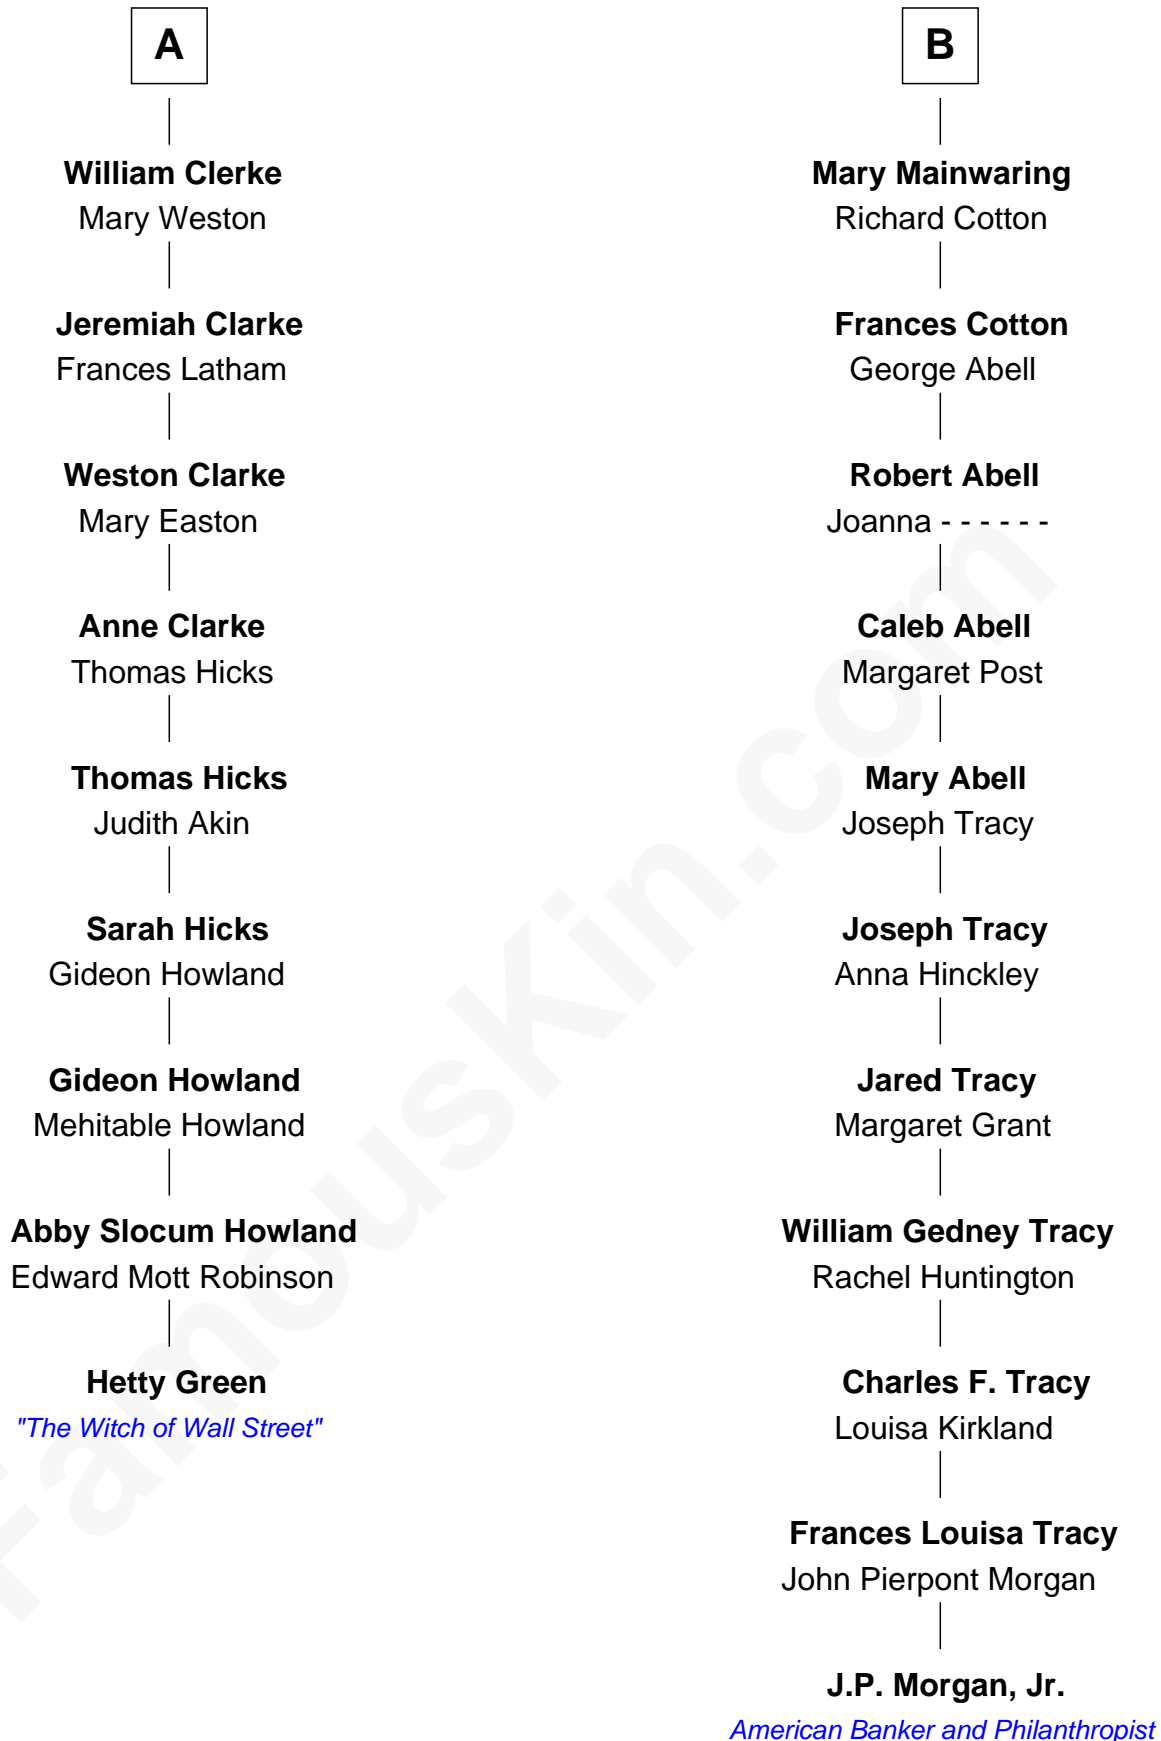 A
William Clerke
Mary Weston
Jeremiah Clarke
Frances Latham
Weston Clarke
Mary Easton
Anne Clarke
Thomas Hicks
Thomas Hicks
Judith Akin
Sarah Hicks
Gideon Howland
Gideon Howland
Mehitable Howland
Abby Slocum Howland
Edward Mott Robinson
Hetty Green
"The Witch of Wall Street"
B
Mary Mainwaring
Richard Cotton
Frances Cotton
George Abell
Robert Abell
Joanna - - - - - -
Caleb Abell
Margaret Post
Mary Abell
Joseph Tracy
Joseph Tracy
Anna Hinckley
Jared Tracy
Margaret Grant
William Gedney Tracy
Rachel Huntington
Charles F. Tracy
Louisa Kirkland
Frances Louisa Tracy
John Pierpont Morgan
J.P. Morgan, Jr.
American Banker and Philanthropist
FamousKin.com